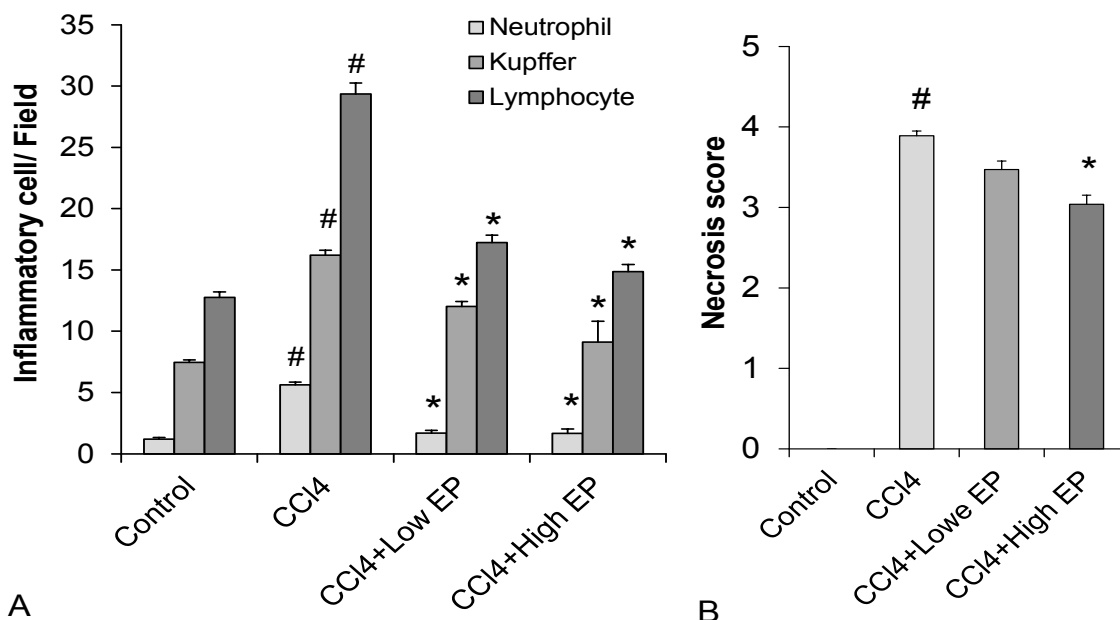 Inflammatory cell/ Field
35
30
25
20
15
10
5
0
Neutrophil
Kupffer
Lymphocyte
#
#
#
*
*
*
*
*
*
Control
CCl4
CCl4+Low EP
CCl4+High EP
A
Necrosis score
5
4
3
2
1
0
#
*
Control
CCl4
CCl4+Lowe EP
CCl4+High EP
B